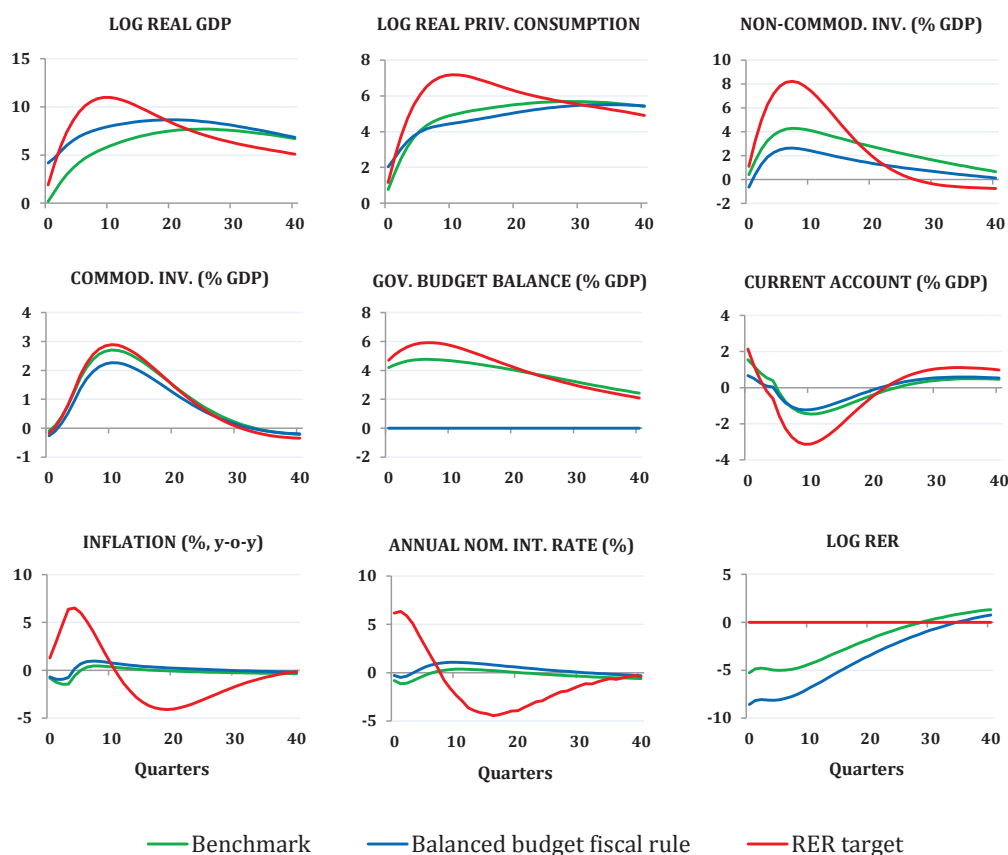 LOG REAL GDP
15
10
5
0
0 10 20 30 40
LOG REAL PRIV. CONSUMPTION
8
6
4
2
0
0 10 20 30 40
NON-COMMOD. INV. (% GDP)
10
8
6
4
2
0
-2
0 10 20 30 40
COMMOD. INV. (% GDP)
4
3
2
1
0
-1
0 10 20 30 40
GOV. BUDGET BALANCE (% GDP)
8
6
4
2
0
-2
0 10 20 30 40
CURRENT ACCOUNT (% GDP)
4
2
0
-2
-4
0 10 20 30 40
INFLATION (%, y-o-y)
10
5
0
-5
0 10 20 30 40
Quarters
ANNUAL NOM. INT. RATE (%)
10
5
0
-5
0 10 20 30 40
Quarters
LOG RER
5
0
-5
-10
0 10 20 30 40
Benchmark Balanced budget fiscal rule RER target